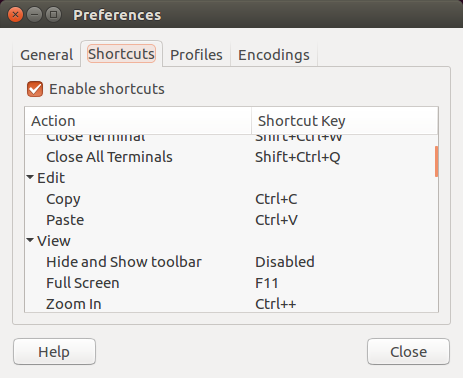 Preferences
General Shortcuts Profiles Encodings
Enable shortcuts
Action Shortcut Key
Close Terminal Shift+Ctrl+W
Close All Terminals Shift+Ctrl+Q
Edit
Copy Ctrl+C
Paste Ctrl+V
View
Hide and Show toolbar Disabled
Full Screen F11
Zoom In Ctrl++
Help Close